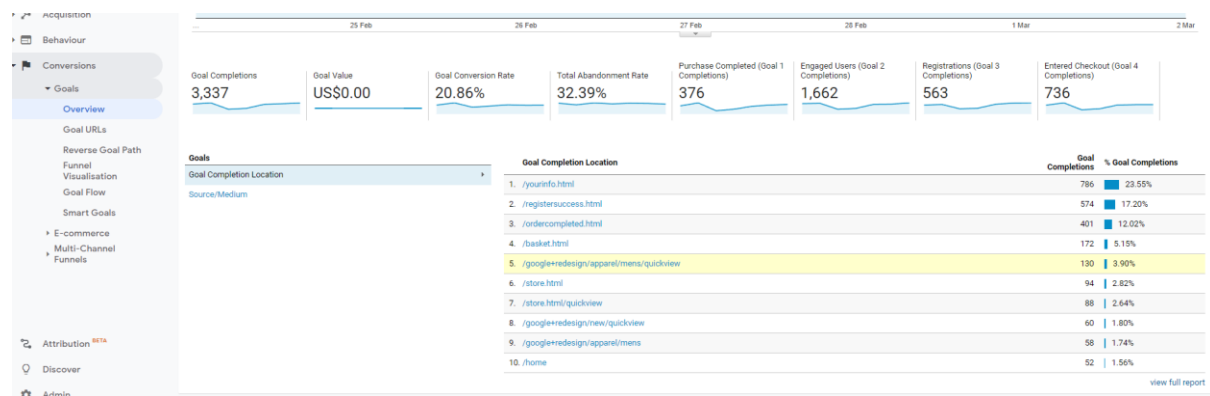 Acquisition
Behaviour
Conversions
Goals
Overview
Goal URLs
Reverse Goal Path
Funnel
Visualisation
Goal Flow
Smart Goals
E-commerce
Multi-Channel
Funnels
Attribution BETA
Discover
Admin
...
25 Feb
26 Feb
27 Feb
28 Feb
1 Mar
2 Mar
Goal Completions
3,337
Goal Value
US$0.00
Goal Conversion Rate
20.86%
Total Abandonment Rate
32.39%
Purchase Completed (Goal 1
Completions)
376
Engaged Users (Goal 2
Completions)
1,662
Registrations (Goal 3
Completions)
563
Entered Checkout (Goal 4
Completions)
736
Goals
Goal Completion Location
Source/Medium
Goal Completion Location
Goal
Completions
% Goal Completions
1. /yourinfo.html 786 23.55%
2. /registersuccess.html 574 17.20%
3. /ordercompleted.html 401 12.02%
4. /basket.html 172 5.15%
5. /google+redesign/apparel/mens/quickview 130 3.90%
6. /store.html 94 2.82%
7. /store.html/quickview 88 2.64%
8. /google+redesign/new/quickview 60 1.80%
9. /google+redesign/apparel/mens 58 1.74%
10. /home 52 1.56%
view full report